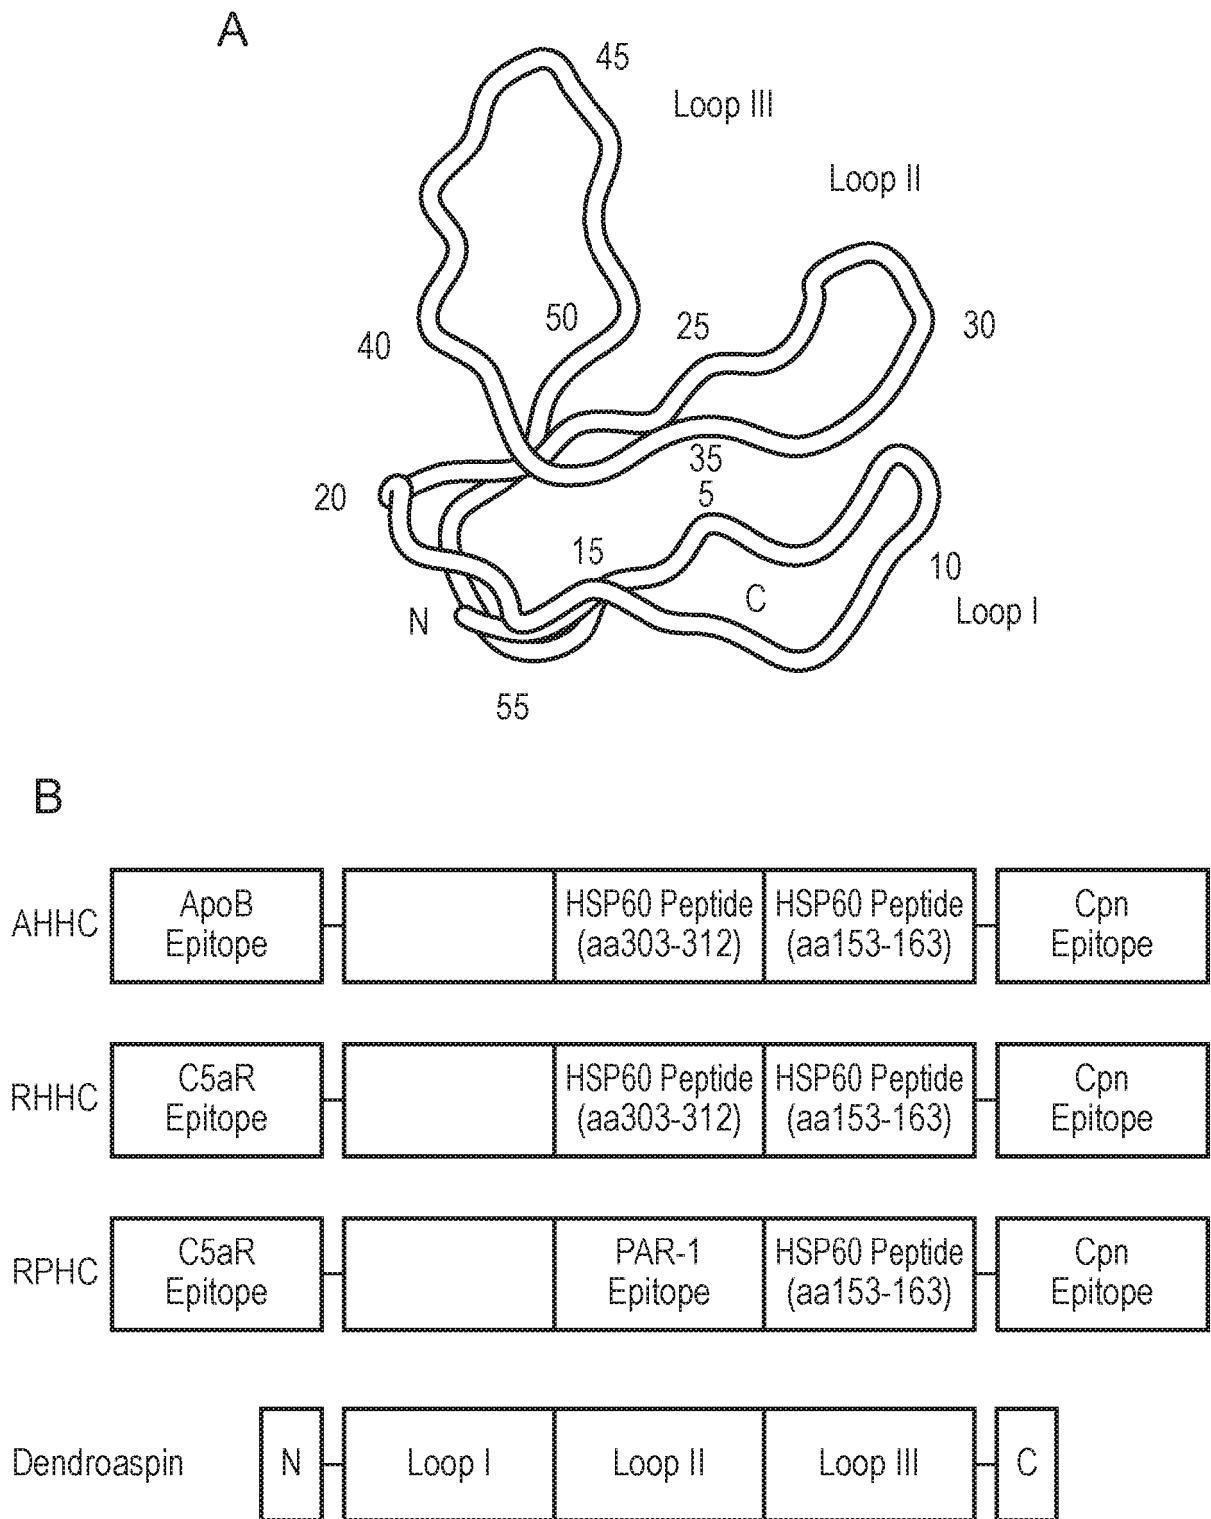 A
45
Loop III
Loop II
50
25
30
40
35
20
5
15
10
C
N
Loop I
55
B
AHHC
ApoB
Epitope
HSP60 Peptide
(aa303-312)
HSP60 Peptide
(aa153-163)
Cpn
Epitope
RHHC
C5aR
Epitope
HSP60 Peptide
(aa303-312)
HSP60 Peptide
(aa153-163)
Cpn
Epitope
RPHC
C5aR
Epitope
PAR-1
Epitope
HSP60 Peptide
(aa153-163)
Cpn
Epitope
Dendroaspin
N
Loop I
Loop II
Loop III
C